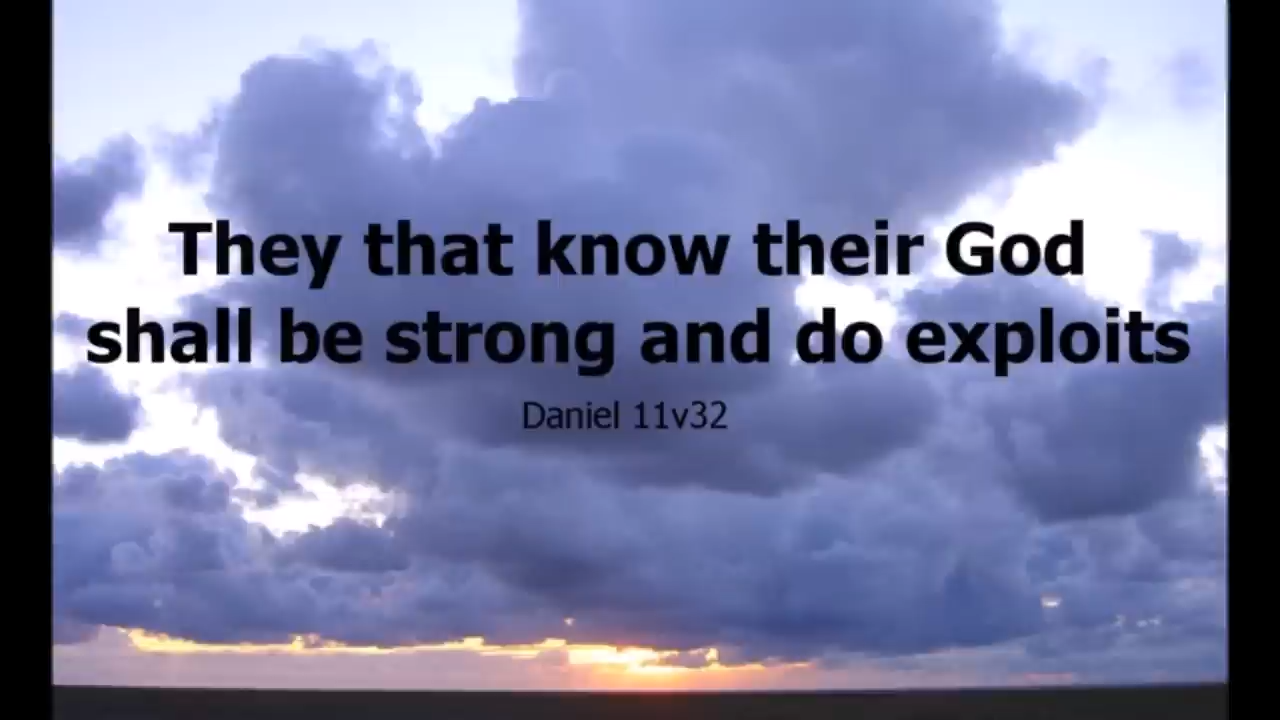 They that know their God
shall be strong and do exploits
Daniel 11v32